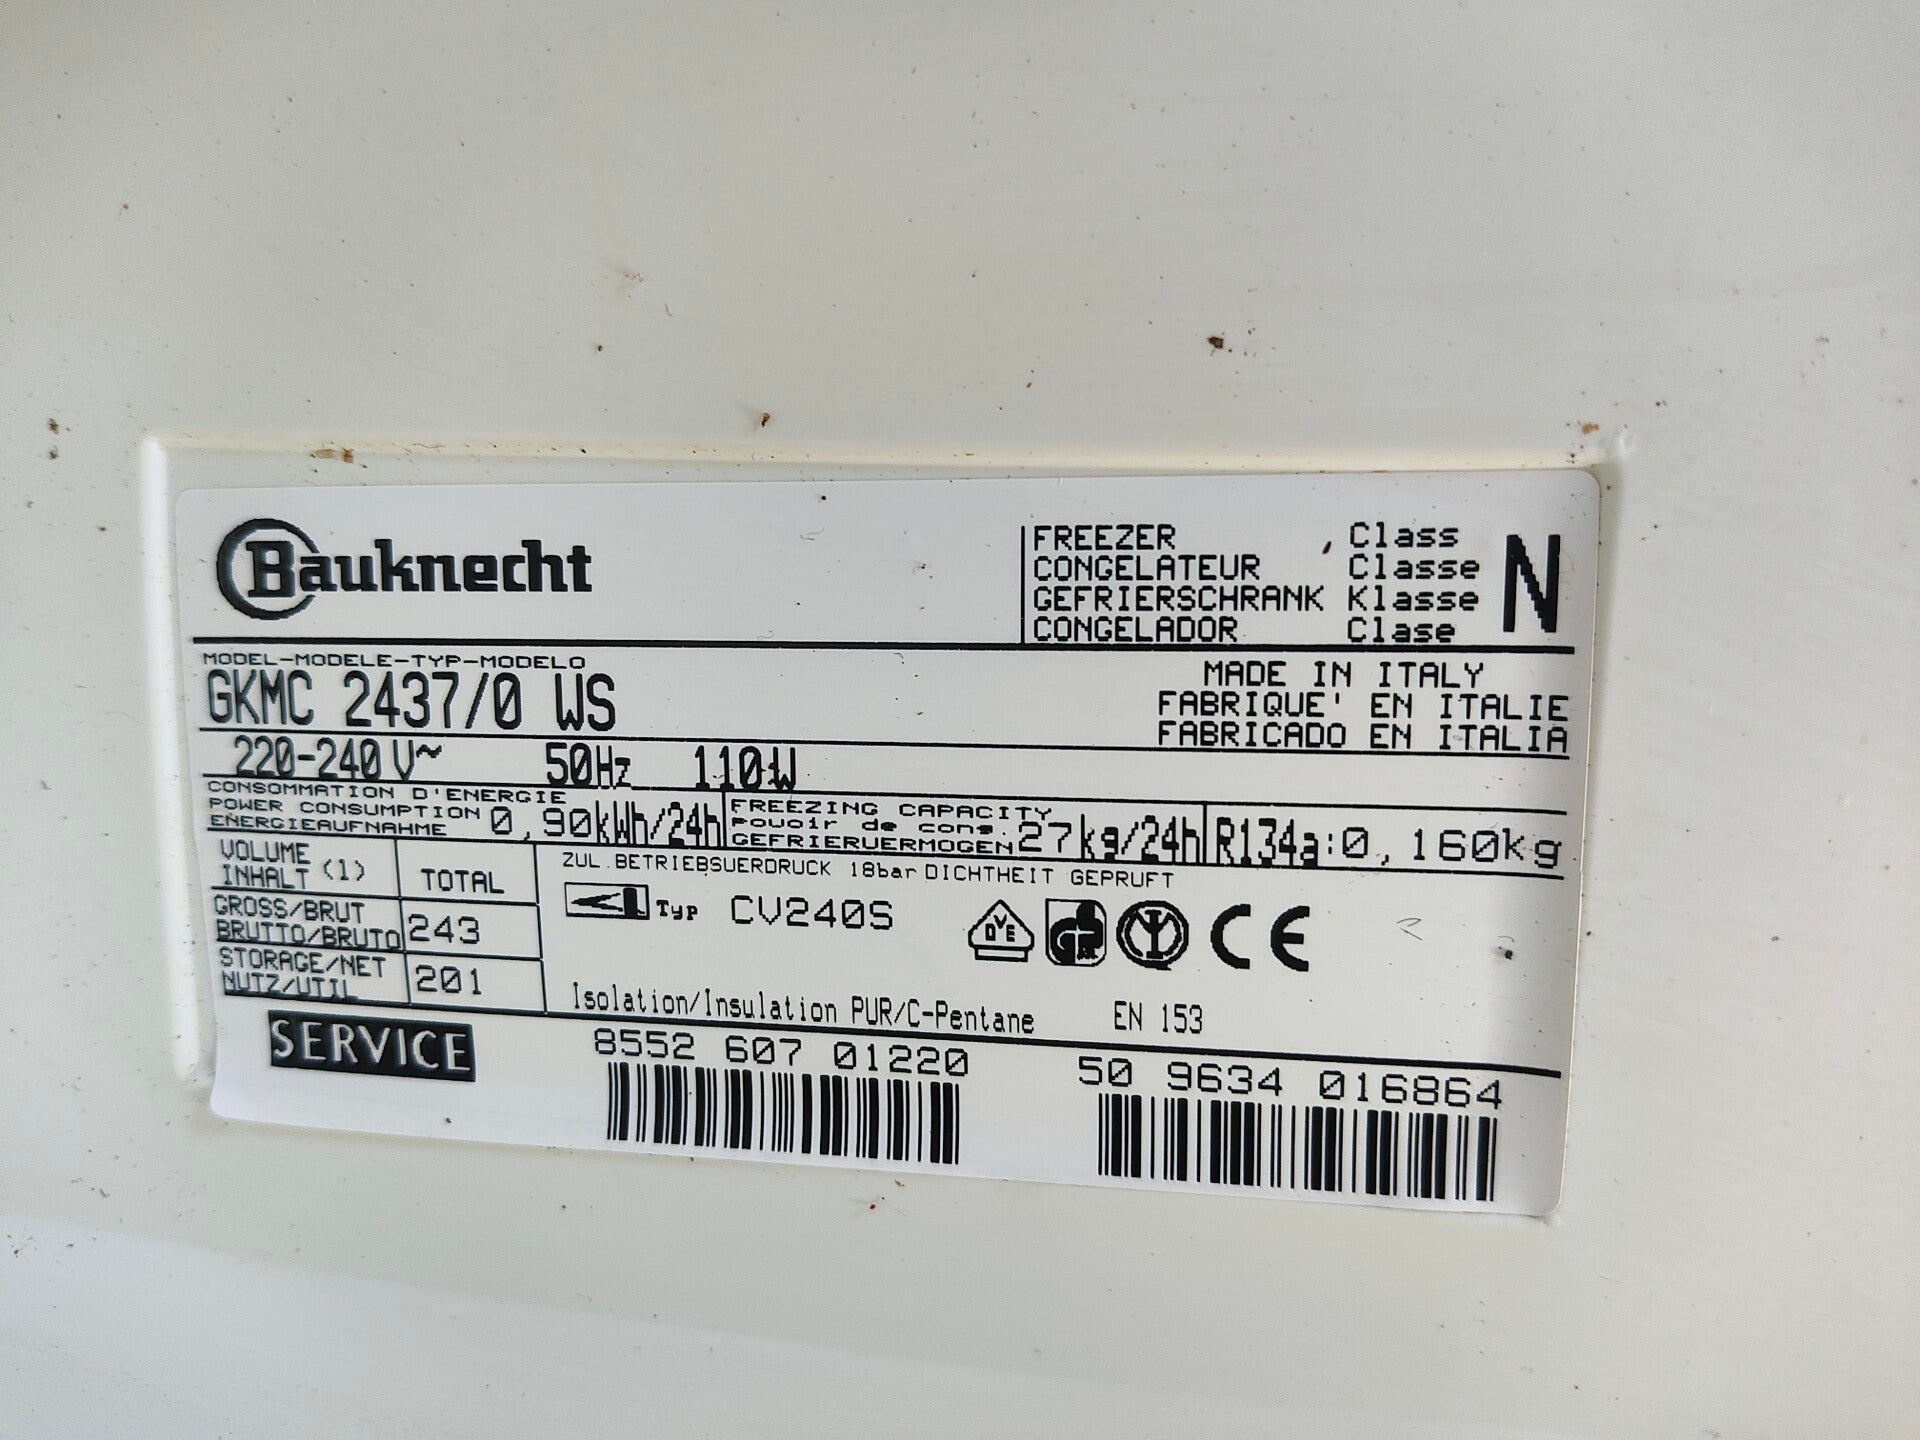 Bauknecht
FREEZER Class
CONGELATEUR Classe
GEFRIERSCHRANK Klasse
CONGELADOR Clase
N
MODEL-MODELE-TYP-MODELO
GKMC 2437/0 WS
MADE IN ITALY
FABRIQUE' EN ITALIE
FABRICADO EN ITALIA
220-240 V~ 50Hz 110W
CONSOMMATION D'ENERGIE
POWER CONSUMPTION
ENERGIEAUFNAHME
0,90kWh/24h
FREEZING CAPACITY
Pouoir de cong.
GEFRIERVERMOGEN
27kg/24h
R134a:0,160kg
VOLUME
INHALT (l)
TOTAL
GROSS/BRUT
BRUTTO/BRUTO
243
STORAGE/NET
NUTZ/UTIL
201
ZUL.BETRIEBSUERDRUCK 18bar DICHTHEIT GEPRUFT
Typ CV240S
DVE
GS
CE
Isolation/Insulation PUR/C-Pentane EN 153
SERVICE
8552 607 01220
50 9634 016864